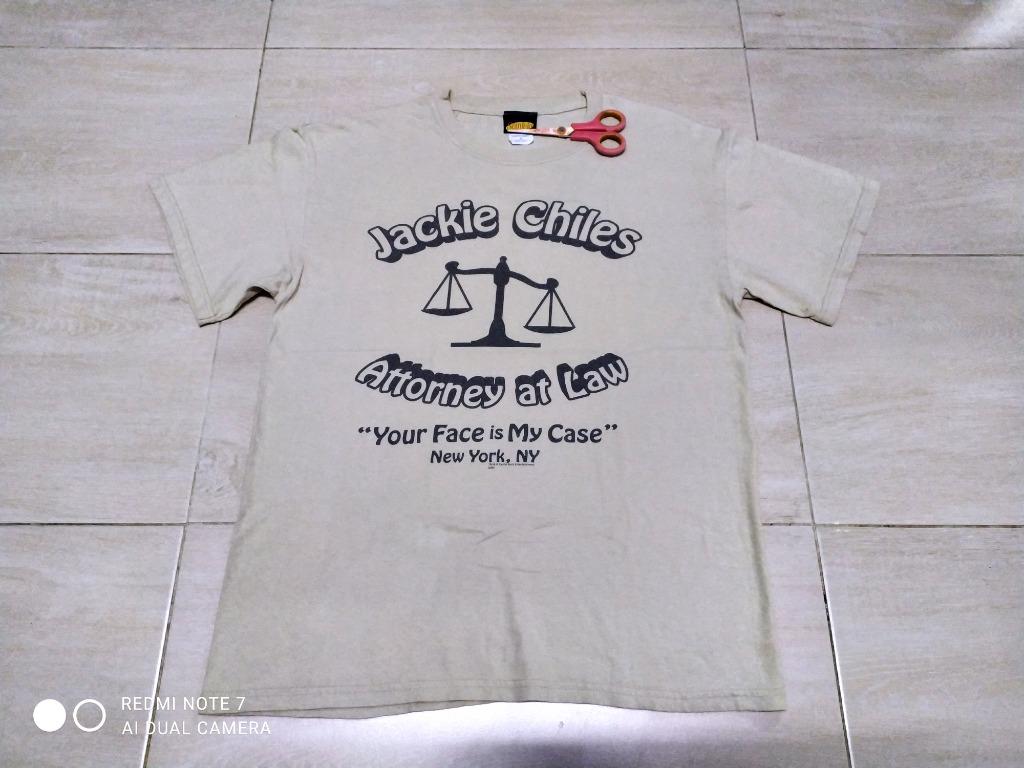 Jackie Chiles
Attorney at Law
“Your Face is My Case”
New York, NY
REDMI NOTE 7
AI DUAL CAMERA